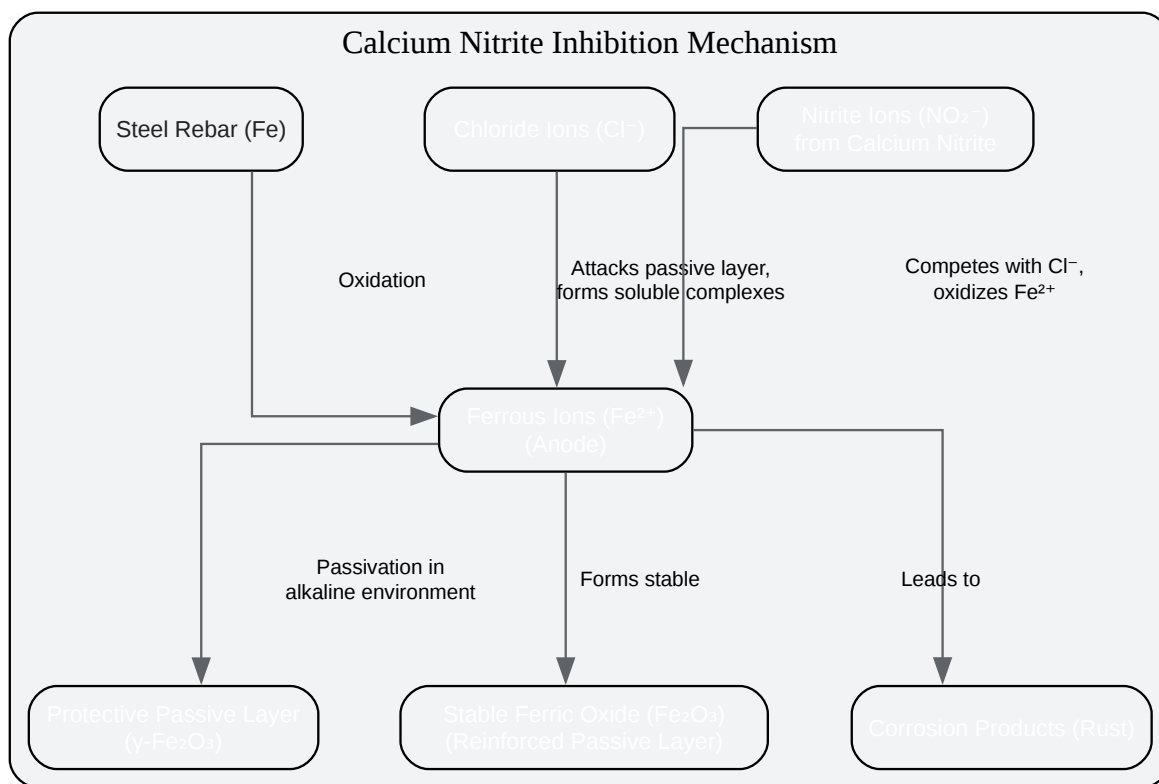 Calcium Nitrite Inhibition Mechanism
Steel Rebar (Fe)
Chloride Ions (Cl⁻)
Nitrite Ions (NO₂⁻)
from Calcium Nitrite
Oxidation
Attacks passive layer,
forms soluble complexes
Competes with Cl⁻,
oxidizes Fe²⁺
Ferrous Ions (Fe²⁺)
(Anode)
Passivation in
alkaline environment
Forms stable
Leads to
Protective Passive Layer
(γ-Fe₂O₃)
Stable Ferric Oxide (Fe₂O₃)
(Reinforced Passive Layer)
Corrosion Products (Rust)